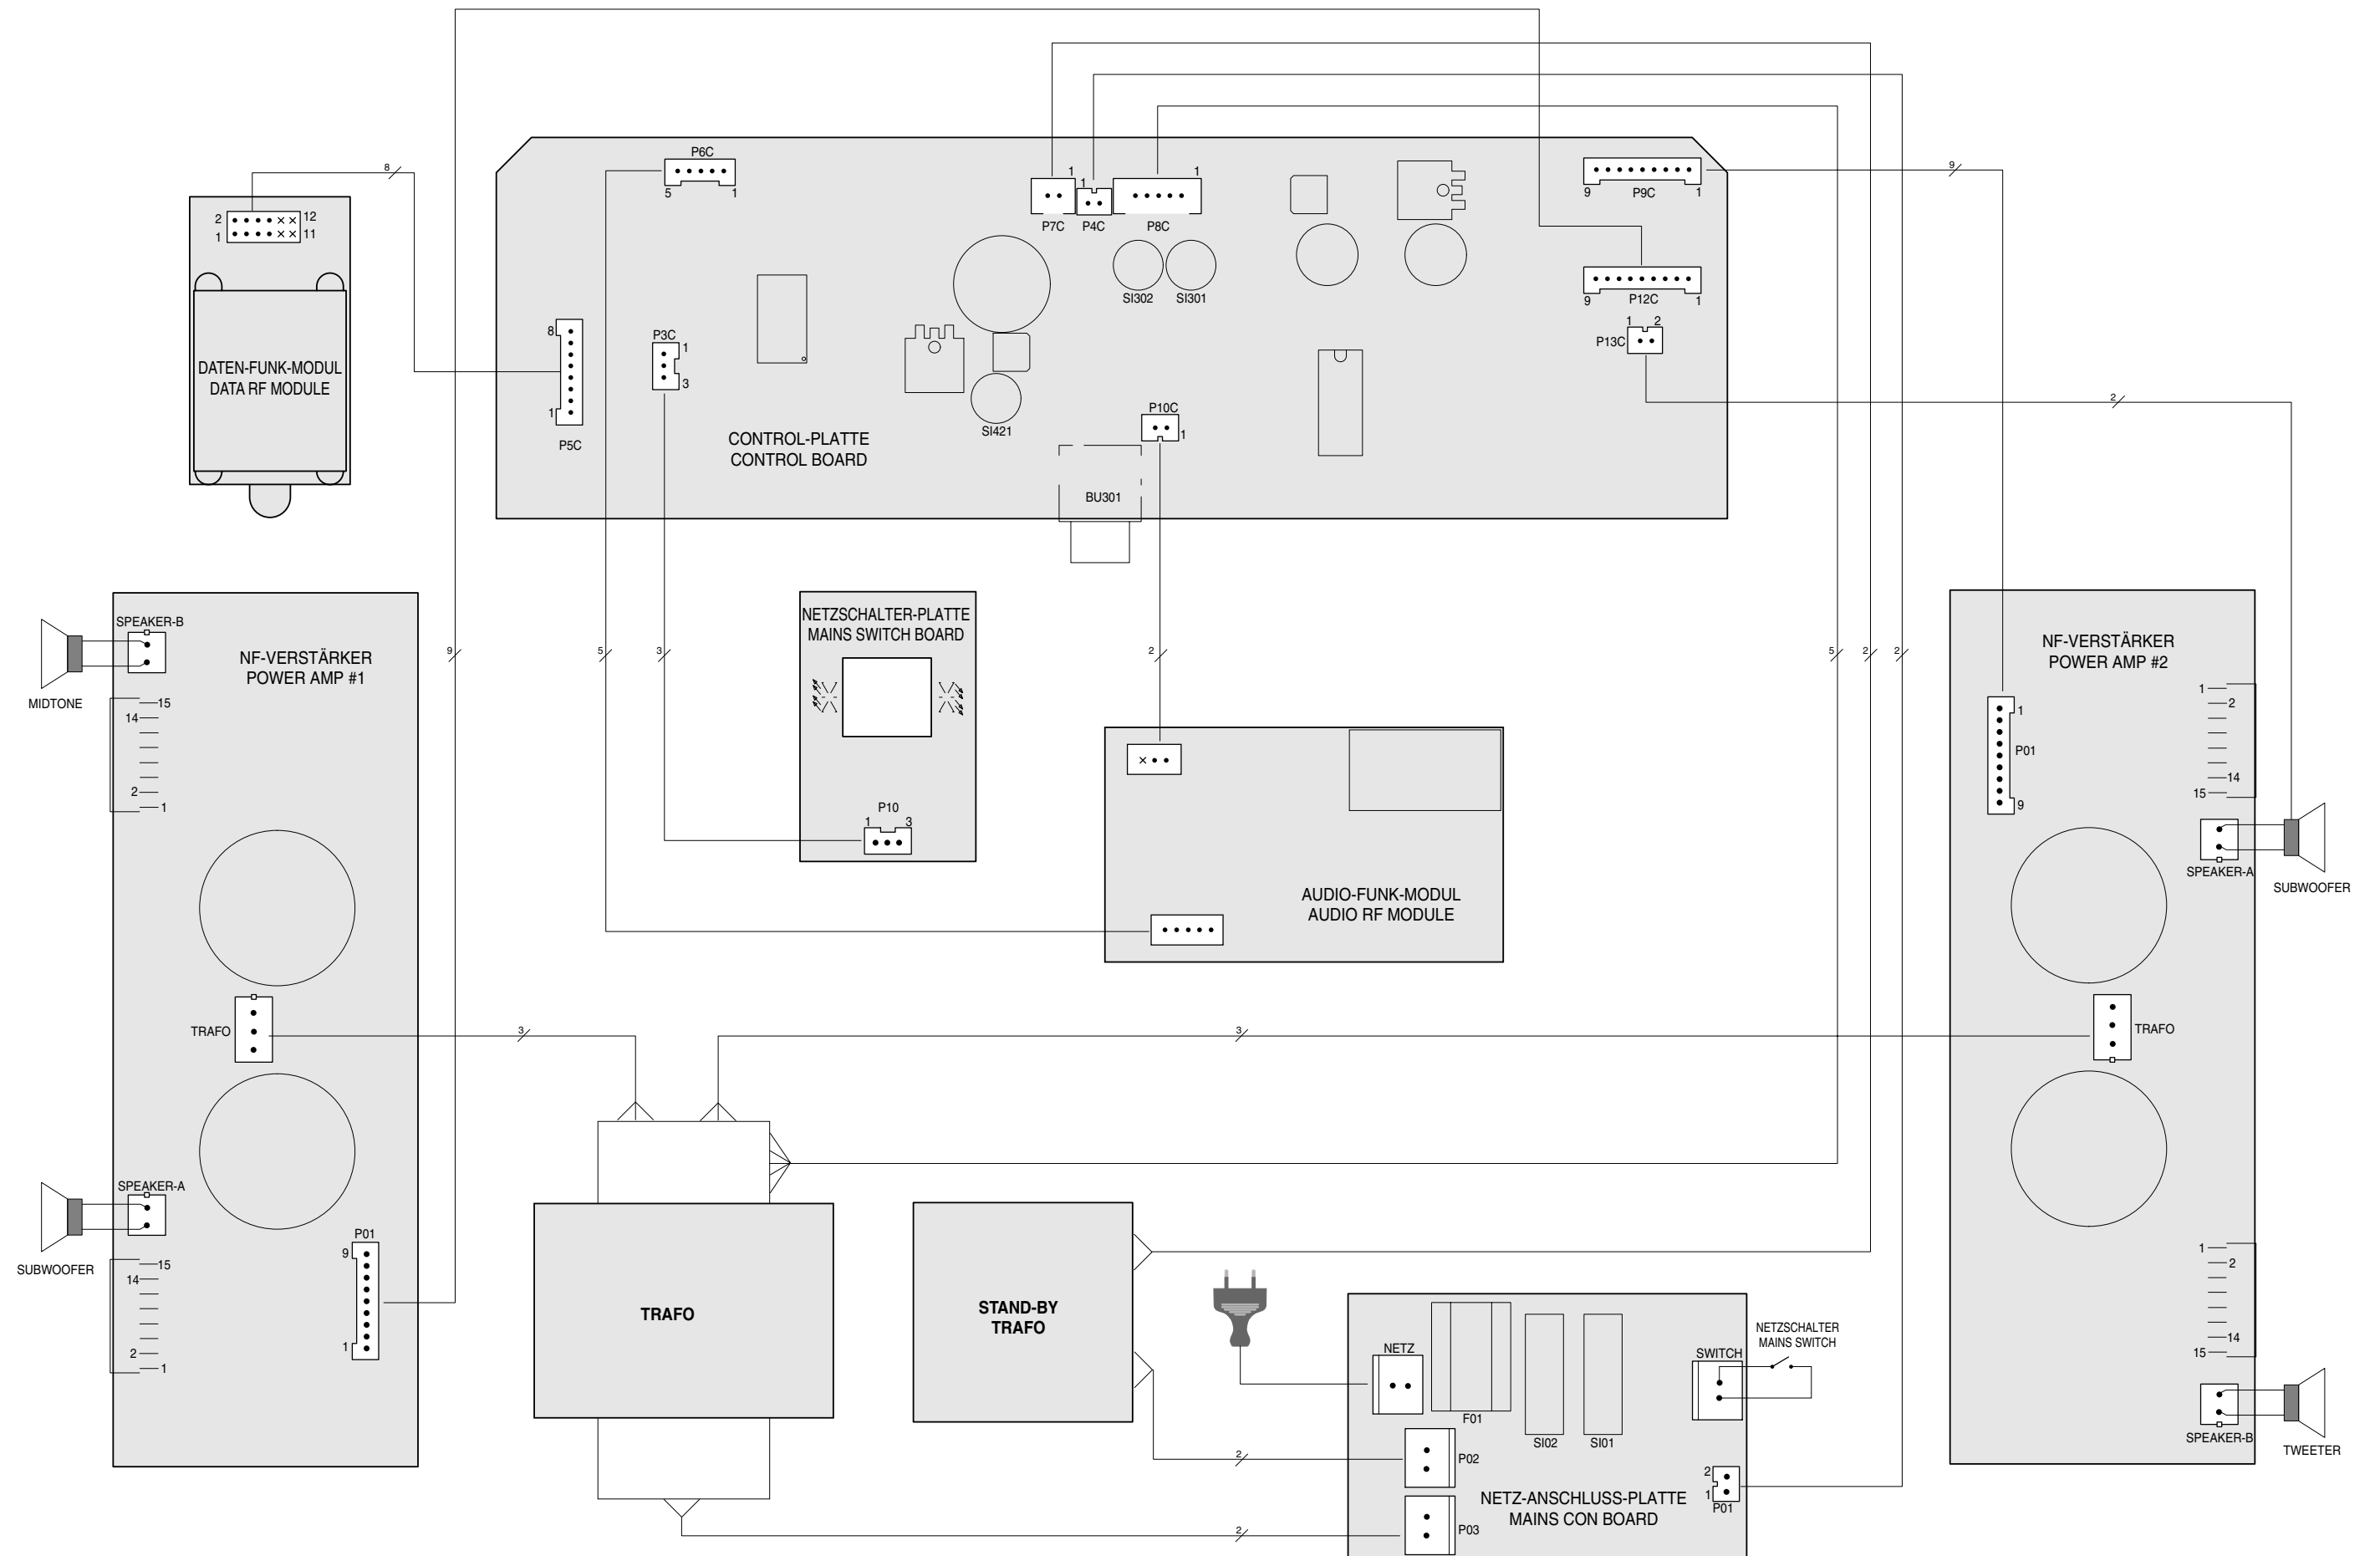 8
2
12
1
11
DATEN-FUNK-MODUL
DATA RF MODULE
P6C
5
1
1
1
1
P7C
P4C
P8C
SI302
SI301
9
P9C
1
9
P12C
1
1
2
P13C
9
2
8
1
P5C
P3C
1
3
SI421
P10C
1
BU301
CONTROL-PLATTE
CONTROL BOARD
SPEAKER-B
MIDTONE
NF-VERSTÄRKER
POWER AMP #1
15
14
2
1
TRAFO
SPEAKER-A
SUBWOOFER
15
14
2
1
P01
9
1
9
5
3
2
5
2
2
NETZSCHALTER-PLATTE
MAINS SWITCH BOARD
P10
1
3
AUDIO-FUNK-MODUL
AUDIO RF MODULE
NF-VERSTÄRKER
POWER AMP #2
1
P01
9
1
2
14
15
SPEAKER-A
SUBWOOFER
TRAFO
1
2
14
15
SPEAKER-B
TWEETER
3
3
TRAFO
STAND-BY
TRAFO
NETZ
F01
SI02
SI01
SWITCH
NETZSCHALTER
MAINS SWITCH
P02
2
1
P01
2
NETZ-ANSCHLUSS-PLATTE
MAINS CON BOARD
P03
2